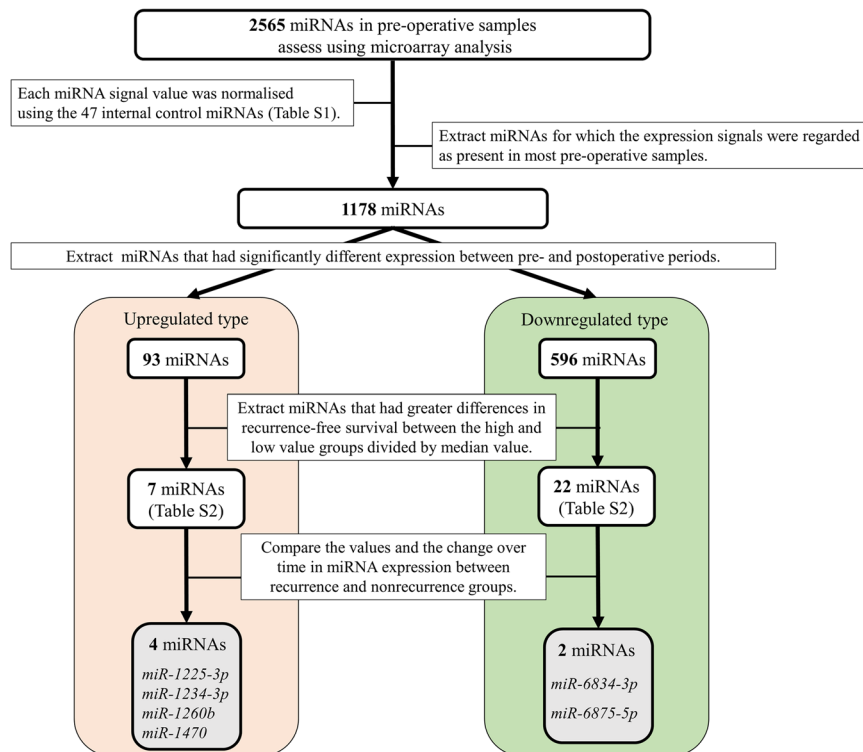 2565 miRNAs in pre-operative samples
assess using microarray analysis
Each miRNA signal value was normalised
using the 47 internal control miRNAs (Table S1).
Extract miRNAs for which the expression signals were regarded
as present in most pre-operative samples.
1178 miRNAs
Extract miRNAs that had significantly different expression between pre- and postoperative periods.
Upregulated type
Downregulated type
93 miRNAs
596 miRNAs
Extract miRNAs that had greater differences in
recurrence-free survival between the high and
low value groups divided by median value.
7 miRNAs
(Table S2)
22 miRNAs
(Table S2)
Compare the values and the change over
time in miRNA expression between
recurrence and nonrecurrence groups.
4 miRNAs
miR-1225-3p
miR-1234-3p
miR-1260b
miR-1470
2 miRNAs
miR-6834-3p
miR-6875-5p